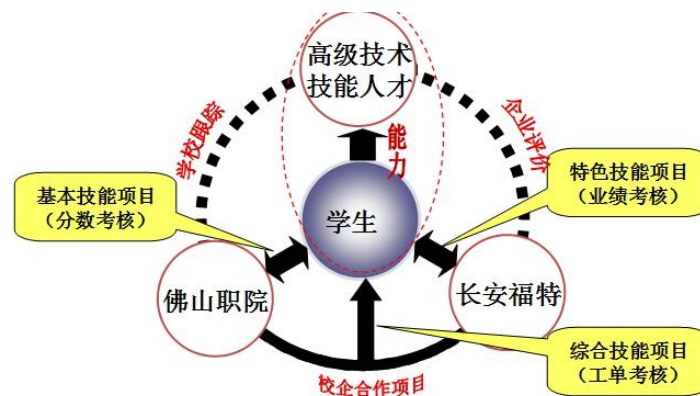 高级技术
技能人才
学校跟踪
企业评价
能力
基本技能项目
（分数考核）
特色技能项目
（业绩考核）
学生
佛山职院
长安福特
综合技能项目
（工单考核）
校企合作项目